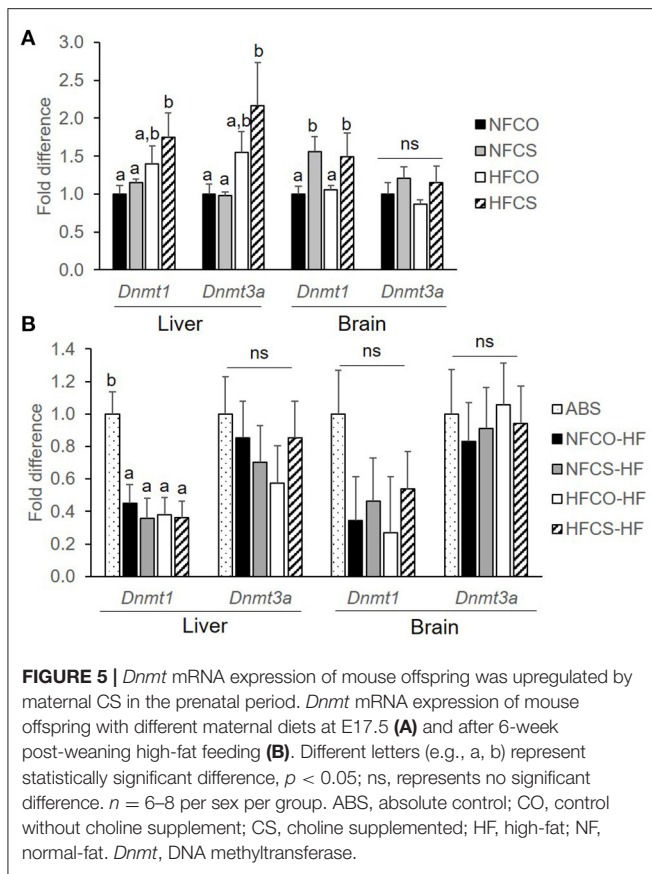 A
3.0
2.5
2.0
1.5
1.0
0.5
0.0
Fold difference
a a a,b b
a a a,b b
a b a b
ns
NFCO
NFCS
HFCO
HFCS
Dnmt1 Dnmt3a Dnmt1 Dnmt3a
Liver Brain
B
1.4
1.2
1.0
0.8
0.6
0.4
0.2
0.0
Fold difference
b a a a
a
ns
ns
ns
ABS
NFCO-HF
NFCS-HF
HFCO-HF
HFCS-HF
Dnmt1 Dnmt3a Dnmt1 Dnmt3a
Liver Brain
FIGURE 5 | Dnmt mRNA expression of mouse offspring was upregulated by
maternal CS in the prenatal period. Dnmt mRNA expression of mouse
offspring with different maternal diets at E17.5 (A) and after 6-week
post-weaning high-fat feeding (B). Different letters (e.g., a, b) represent
statistically significant difference, p < 0.05; ns, represents no significant
difference. n = 6–8 per sex per group. ABS, absolute control; CO, control
without choline supplement; CS, choline supplemented; HF, high-fat; NF,
normal-fat. Dnmt, DNA methyltransferase.